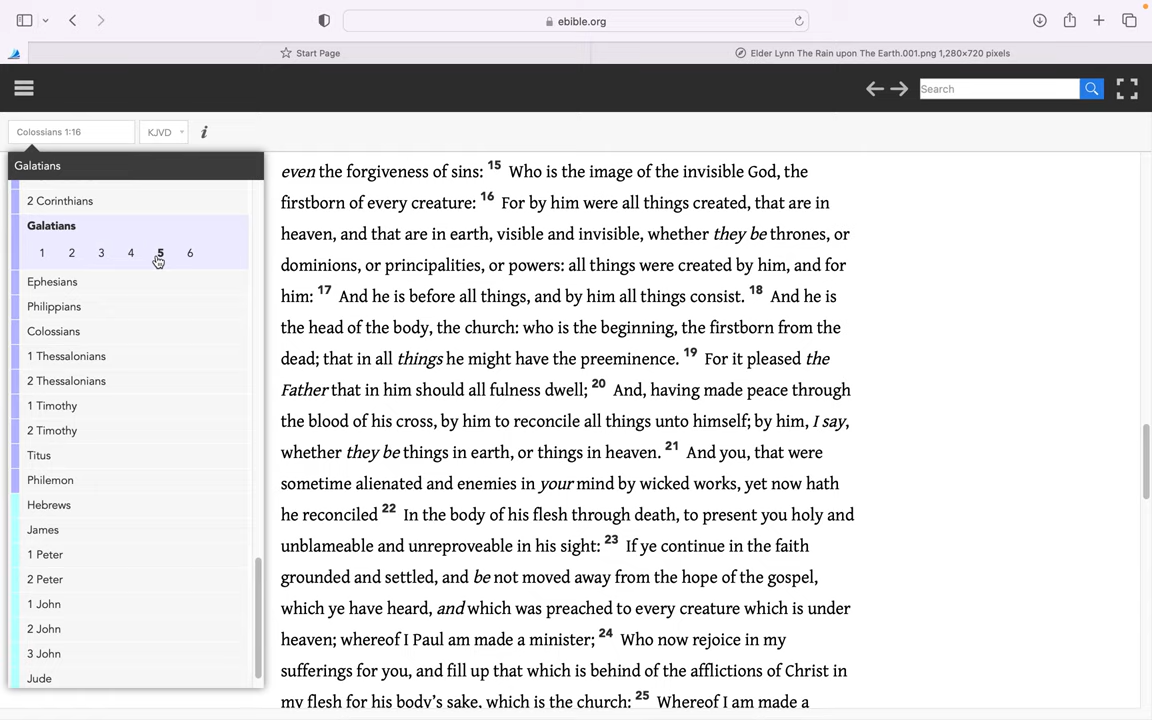 ebible.org
Start Page
Elder Lynn The Rain upon The Earth.001.png 1,280×720 pixels
Search
Colossians 1:16
KJVD
i
Galatians
2 Corinthians
Galatians
1 2 3 4 5 6
Ephesians
Philippians
Colossians
1 Thessalonians
2 Thessalonians
1 Timothy
2 Timothy
Titus
Philemon
Hebrews
James
1 Peter
2 Peter
1 John
2 John
3 John
Jude
even the forgiveness of sins: 15 Who is the image of the invisible God, the
firstborn of every creature: 16 For by him were all things created, that are in
heaven, and that are in earth, visible and invisible, whether they be thrones, or
dominions, or principalities, or powers: all things were created by him, and for
him: 17 And he is before all things, and by him all things consist. 18 And he is
the head of the body, the church: who is the beginning, the firstborn from the
dead; that in all things he might have the preeminence. 19 For it pleased the
Father that in him should all fulness dwell; 20 And, having made peace through
the blood of his cross, by him to reconcile all things unto himself; by him, I say,
whether they be things in earth, or things in heaven. 21 And you, that were
sometime alienated and enemies in your mind by wicked works, yet now hath
he reconciled 22 In the body of his flesh through death, to present you holy and
unblameable and unreproveable in his sight: 23 If ye continue in the faith
grounded and settled, and be not moved away from the hope of the gospel,
which ye have heard, and which was preached to every creature which is under
heaven; whereof I Paul am made a minister; 24 Who now rejoice in my
sufferings for you, and fill up that which is behind of the afflictions of Christ in
my flesh for his body's sake, which is the church: 25 Whereof I am made a